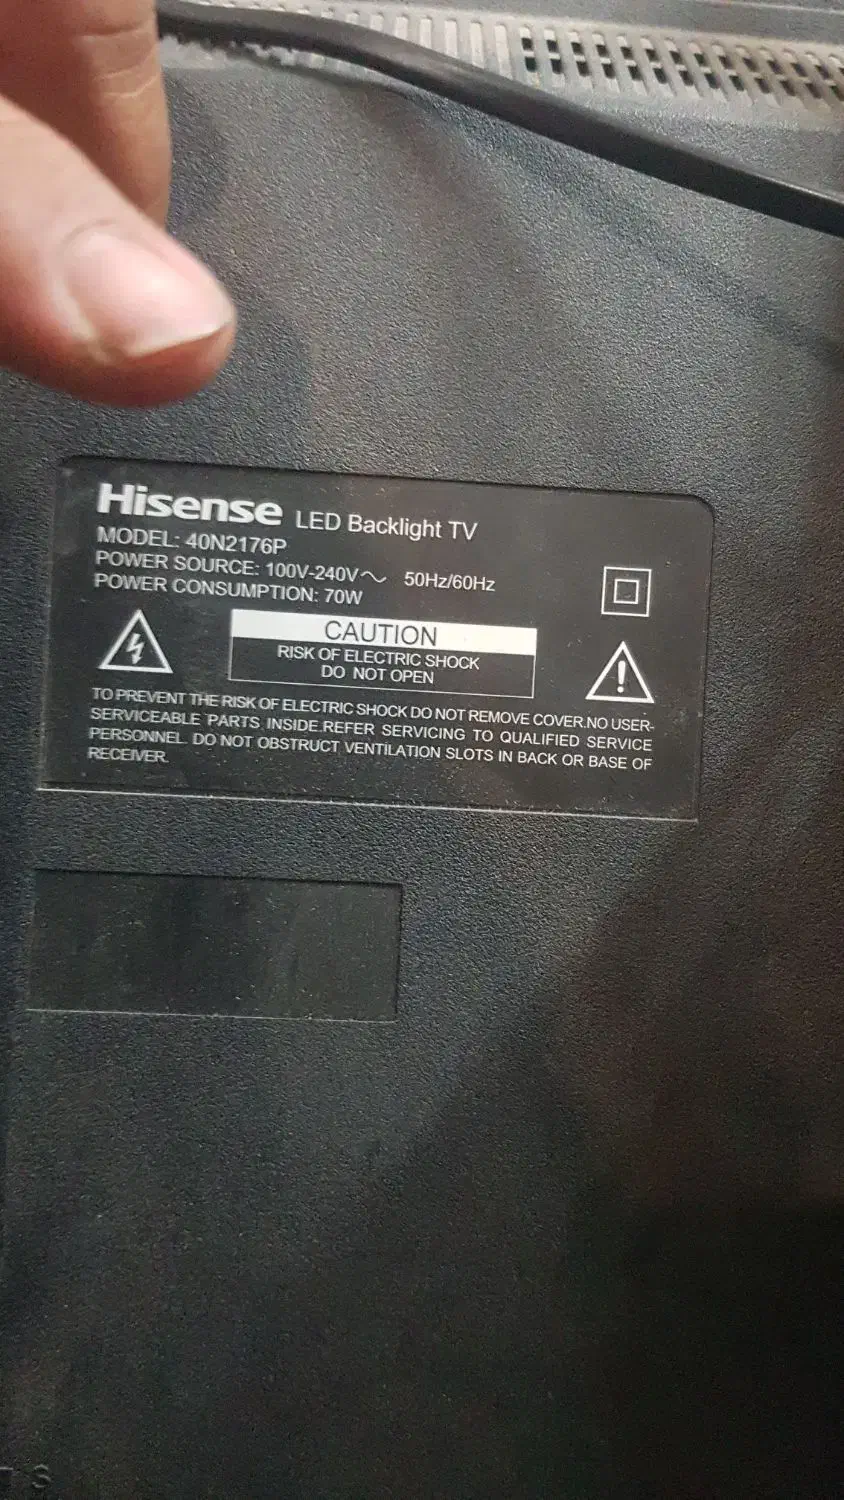 Hisense LED Backlight TV
MODEL: 40N2176P
POWER SOURCE: 100V-240V～ 50Hz/60Hz
POWER CONSUMPTION: 70W
CAUTION
RISK OF ELECTRIC SHOCK
DO NOT OPEN
TO PREVENT THE RISK OF ELECTRIC SHOCK DO NOT REMOVE COVER.NO USER-
SERVICEABLE PARTS INSIDE.REFER SERVICING TO QUALIFIED SERVICE
PERSONNEL. DO NOT OBSTRUCT VENTILATION SLOTS IN BACK OR BASE OF
RECEIVER.